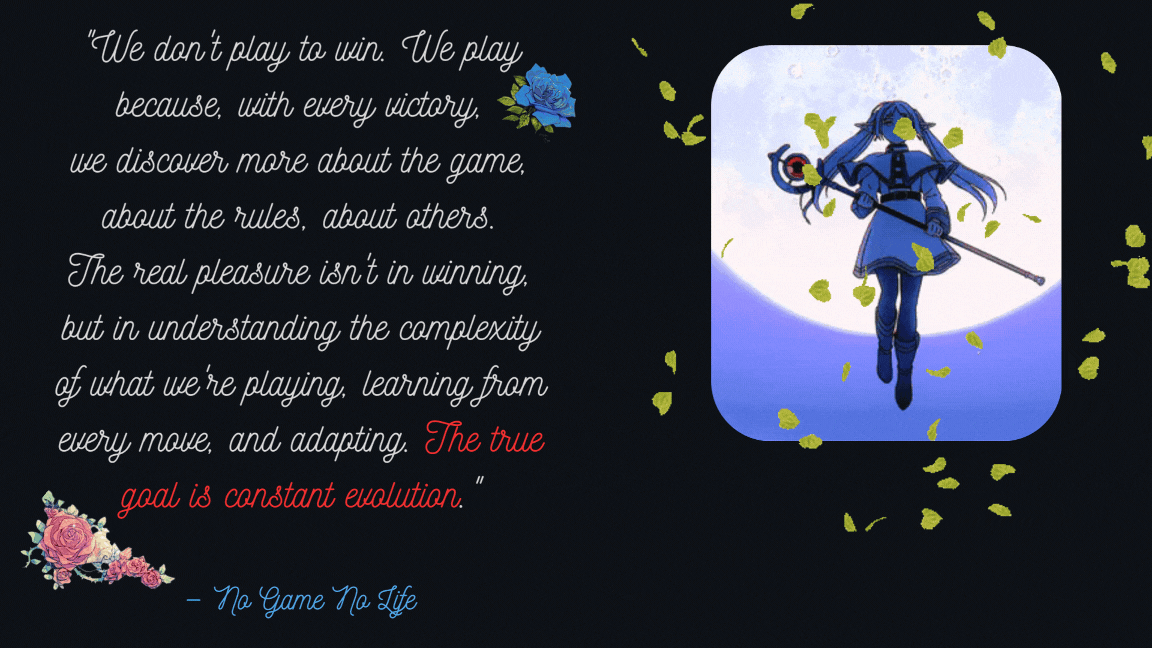 "We don't play to win. We play
because, with every victory,
we discover more about the game,
about the rules, about others.
The real pleasure isn't in winning,
but in understanding the complexity
of what we're playing, learning from
every move, and adapting. The true
goal is constant evolution."
– No Game No Life